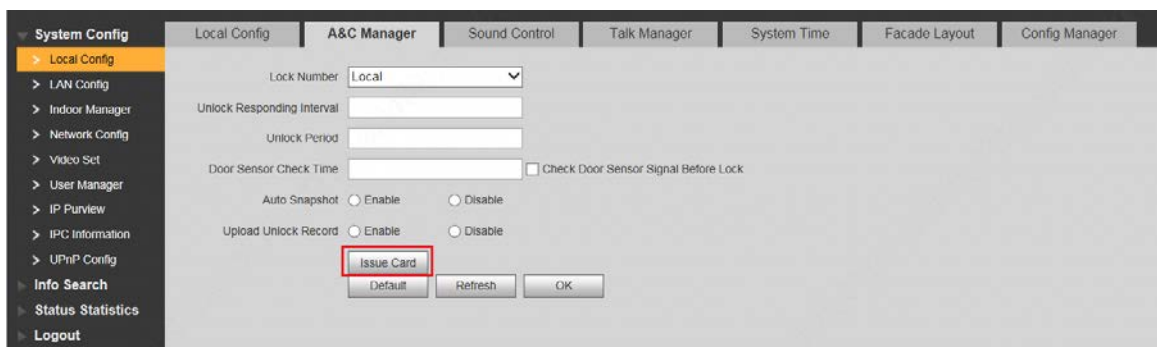 System Config
Local Config
LAN Config
Indoor Manager
Network Config
Video Set
User Manager
IP Purview
IPC Information
UPnP Config
Info Search
Status Statistics
Logout
Local Config A&C Manager Sound Control Talk Manager System Time Facade Layout Config Manager
Lock Number Local
Unlock Responding Interval
Unlock Period
Door Sensor Check Time Check Door Sensor Signal Before Lock
Auto Snapshot Enable Disable
Upload Unlock Record Enable Disable
Issue Card
Default Refresh OK